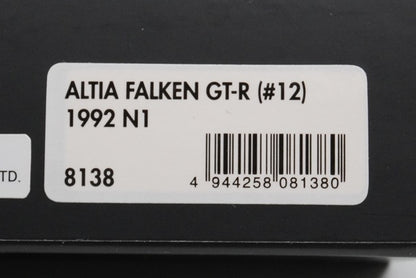 ALTIA FALKEN GT-R (#12)
1992 N1
8138
4 944258 081380
TD.